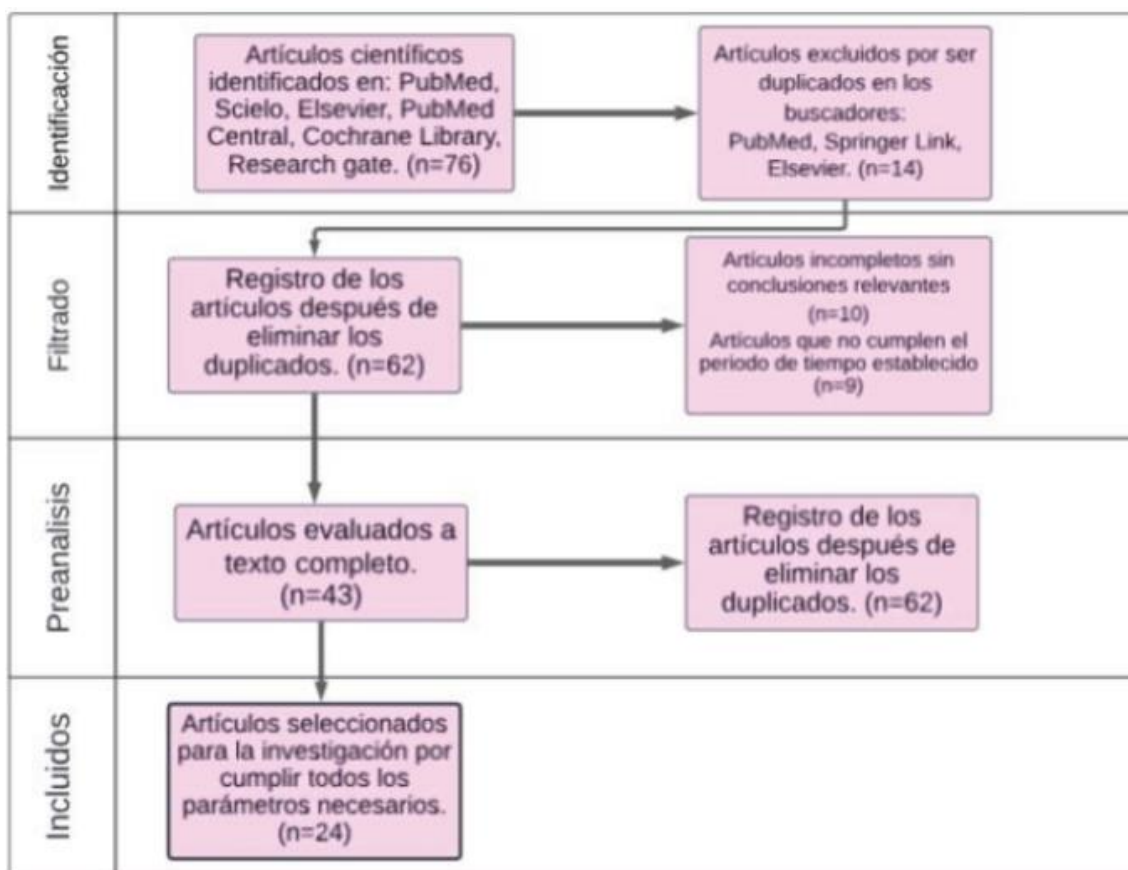 Identificación
Artículos científicos
identificados en: PubMed,
Scielo, Elsevier, PubMed
Central, Cochrane Library,
Research gate. (n=76)
Artículos excluidos por ser
duplicados en los
buscadores:
PubMed, Springer Link,
Elsevier. (n=14)
Filtrado
Registro de los
artículos después de
eliminar los
duplicados. (n=62)
Artículos incompletos sin
conclusiones relevantes
(n=10)
Artículos que no cumplen el
periodo de tiempo establecido
(n=9)
Preanalisis
Artículos evaluados a
texto completo.
(n=43)
Registro de los
artículos después de
eliminar los
duplicados. (n=62)
Incluidos
Artículos seleccionados
para la investigación por
cumplir todos los
parámetros necesarios.
(n=24)